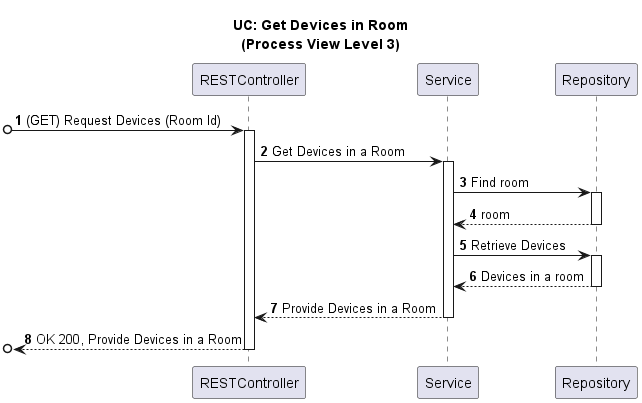 UC: Get Devices in Room
(Process View Level 3)
RESTController
Service
Repository
1 (GET) Request Devices (Room Id)
2 Get Devices in a Room
3 Find room
4 room
5 Retrieve Devices
6 Devices in a room
7 Provide Devices in a Room
8 OK 200, Provide Devices in a Room
RESTController
Service
Repository